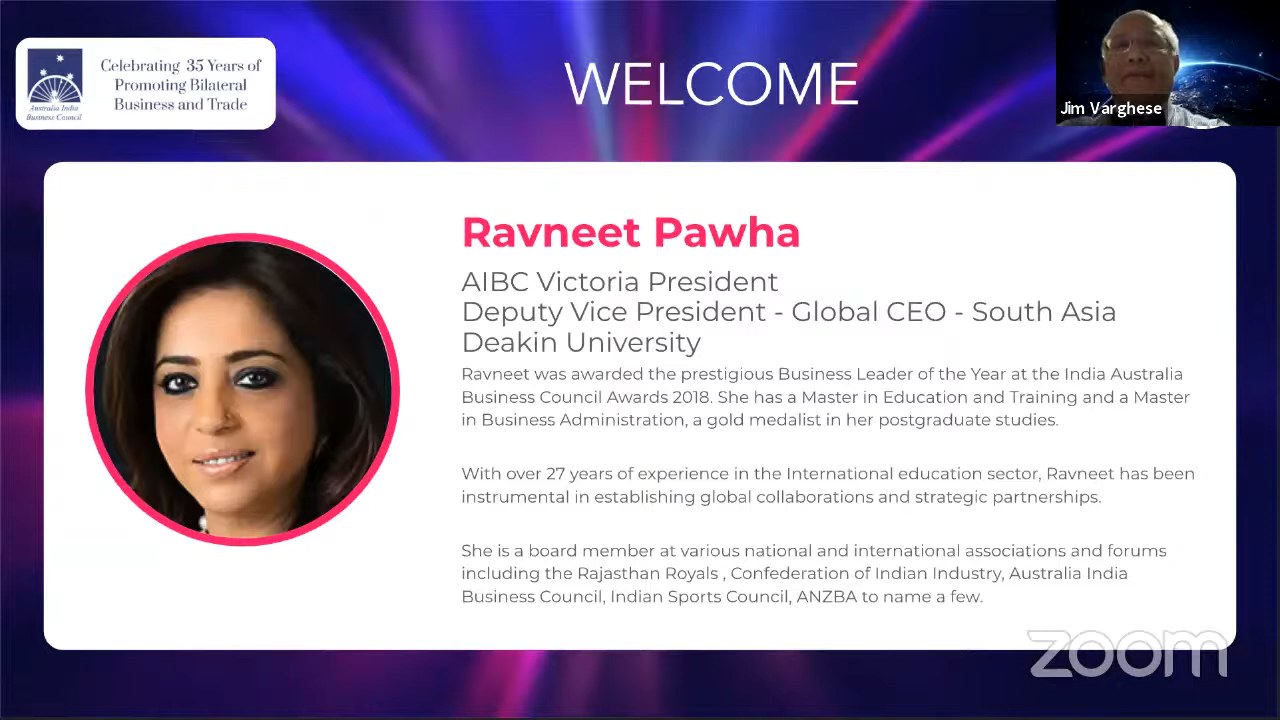 Celebrating 35 Years of
Promoting Bilateral
Business and Trade
Australia India
Business Council
WELCOME
Jim Varghese
Ravneet Pawha
AIBC Victoria President
Deputy Vice President - Global CEO - South Asia
Deakin University
Ravneet was awarded the prestigious Business Leader of the Year at the India Australia
Business Council Awards 2018. She has a Master in Education and Training and a Master
in Business Administration, a gold medalist in her postgraduate studies.
With over 27 years of experience in the International education sector, Ravneet has been
instrumental in establishing global collaborations and strategic partnerships.
She is a board member at various national and international associations and forums
including the Rajasthan Royals , Confederation of Indian Industry, Australia India
Business Council, Indian Sports Council, ANZBA to name a few.
zoom